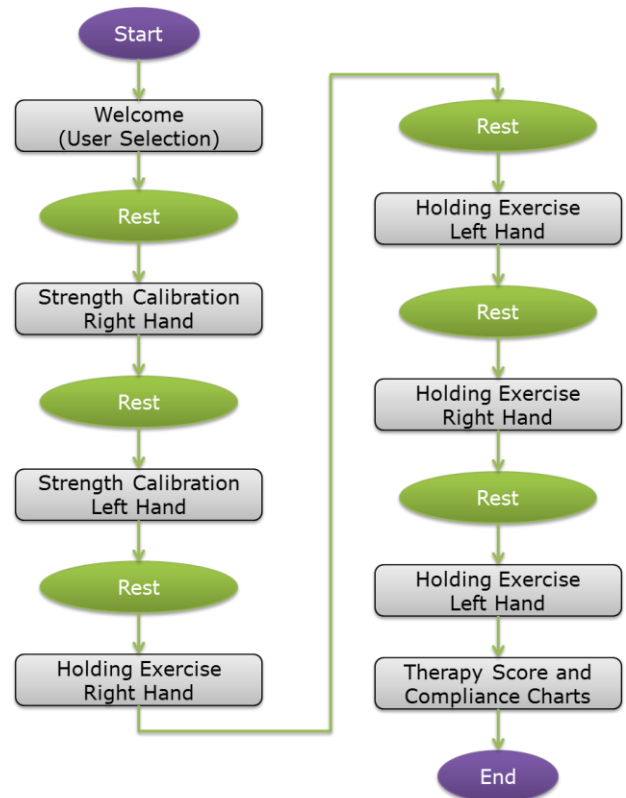 Start
Welcome
(User Selection)
Rest
Strength Calibration
Right Hand
Rest
Strength Calibration
Left Hand
Rest
Holding Exercise
Right Hand
Rest
Holding Exercise
Left Hand
Rest
Holding Exercise
Right Hand
Rest
Holding Exercise
Left Hand
Therapy Score and
Compliance Charts
End